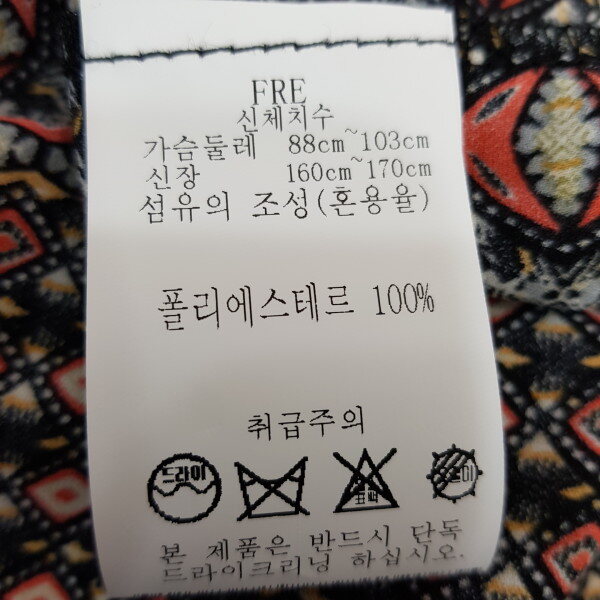 FRE
신체치수
가슴둘레 88cm~103cm
신장 160cm~170cm
섬유의 조성(혼용율)
폴리에스테르 100%
취급주의
드라이
본 제품은 반드시 단독
드라이크리닝 하십시오.